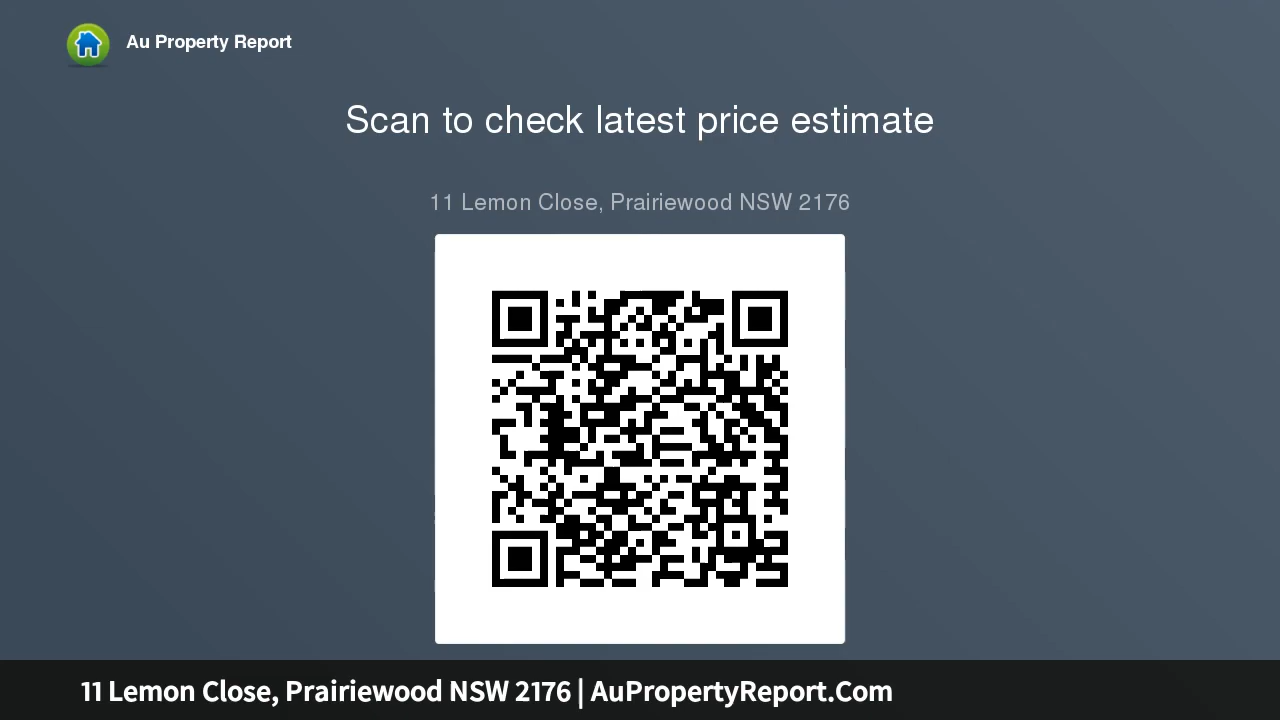 Au Property Report
Scan to check latest price estimate
11 Lemon Close, Prairiewood NSW 2176
11 Lemon Close, Prairiewood NSW 2176 | AuPropertyReport.Com